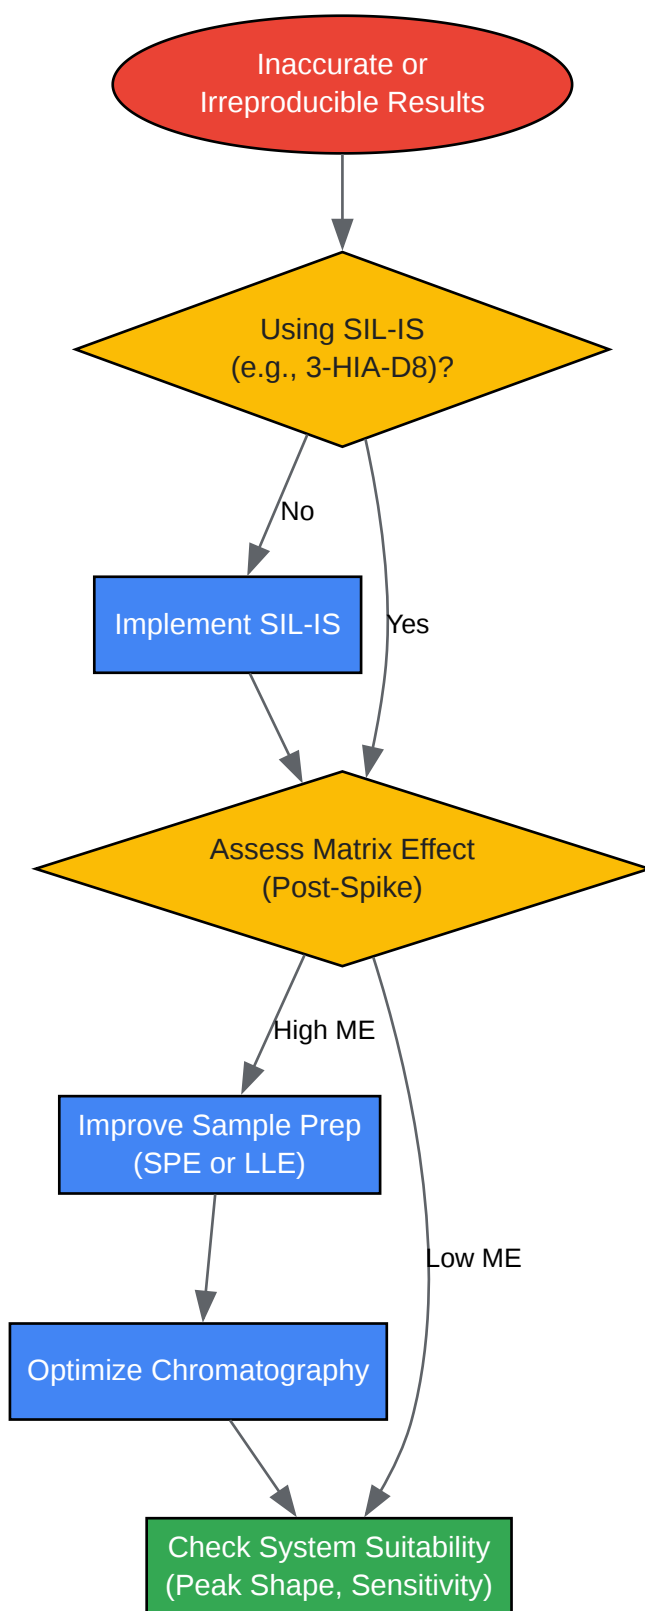 Inaccurate or
Irreproducible Results
Using SIL-IS
(e.g., 3-HIA-D8)?
No
Implement SIL-IS
Yes
Assess Matrix Effect
(Post-Spike)
High ME
Improve Sample Prep
(SPE or LLE)
Low ME
Optimize Chromatography
Check System Suitability
(Peak Shape, Sensitivity)